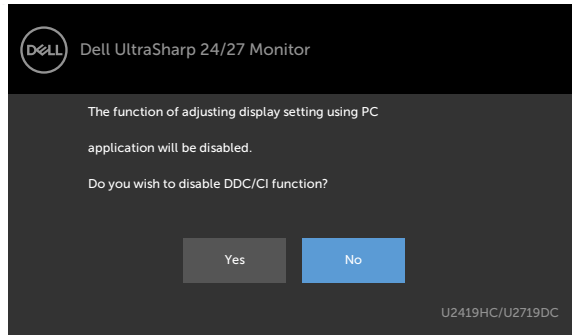 DELL
Dell UltraSharp 24/27 Monitor
The function of adjusting display setting using PC
application will be disabled.
Do you wish to disable DDC/CI function?
Yes
No
U2419HC/U2719DC